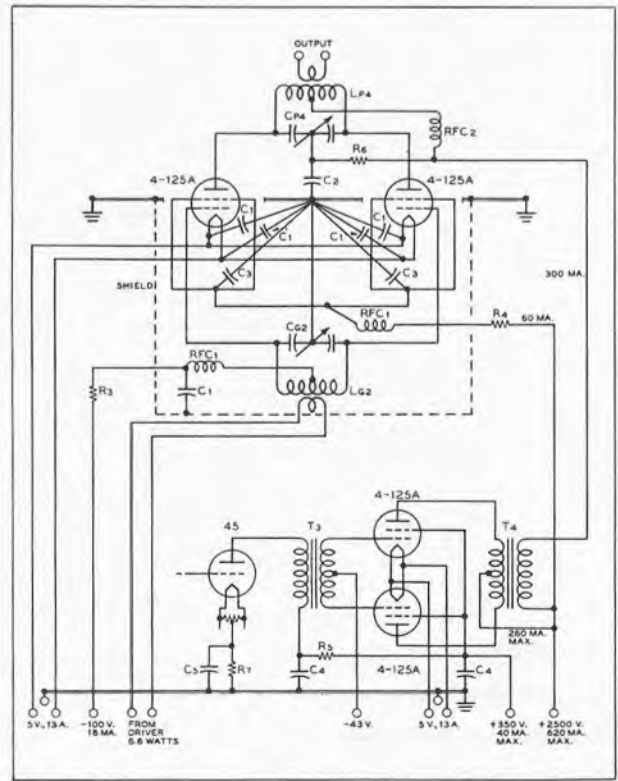 OUTPUT
LP4
CP4
RFC2
R6
4-125A
C2
4-125A
C1
C1
C1
C1
C3
C3
SHIELD
300 MA.
RFC1
R4
60 MA.
CG2
RFC1
R3
C1
LG2
45
T3
4-125A
T4
260 MA.
MAX.
C5
R7
R5
C4
4-125A
C4
5 V., 13 A.
-100 V.
18 MA.
FROM
DRIVER
6.6 WATTS
-43 V.
5 V., 13 A.
+350 V.
40 MA.
MAX.
+2500 V.
620 MA.
MAX.